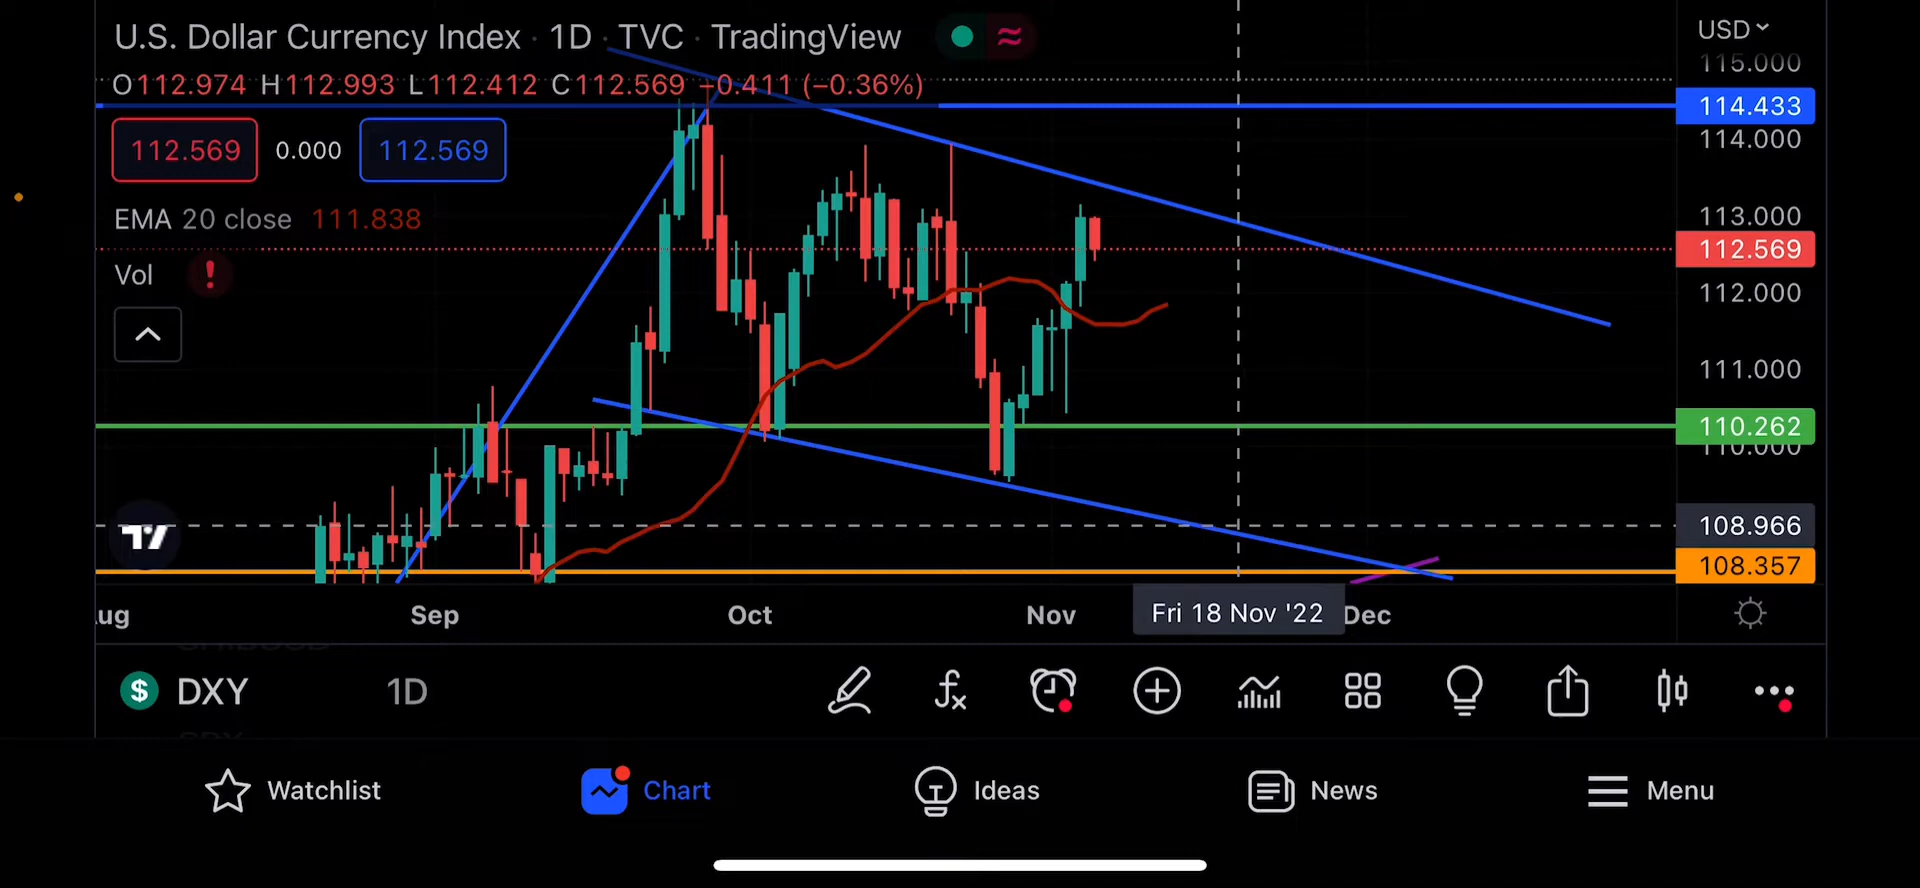 U.S. Dollar Currency Index · 1D · TVC · TradingView
USD
115.000
O112.974 H112.993 L112.412 C112.569 −0.411 (−0.36%)
114.433
114.000
112.569 0.000 112.569
EMA 20 close 111.838
113.000
112.569
Vol
112.000
111.000
110.262
110.000
108.966
108.357
Sep Oct Nov Fri 18 Nov '22 Dec
DXY 1D
Watchlist Chart Ideas News Menu